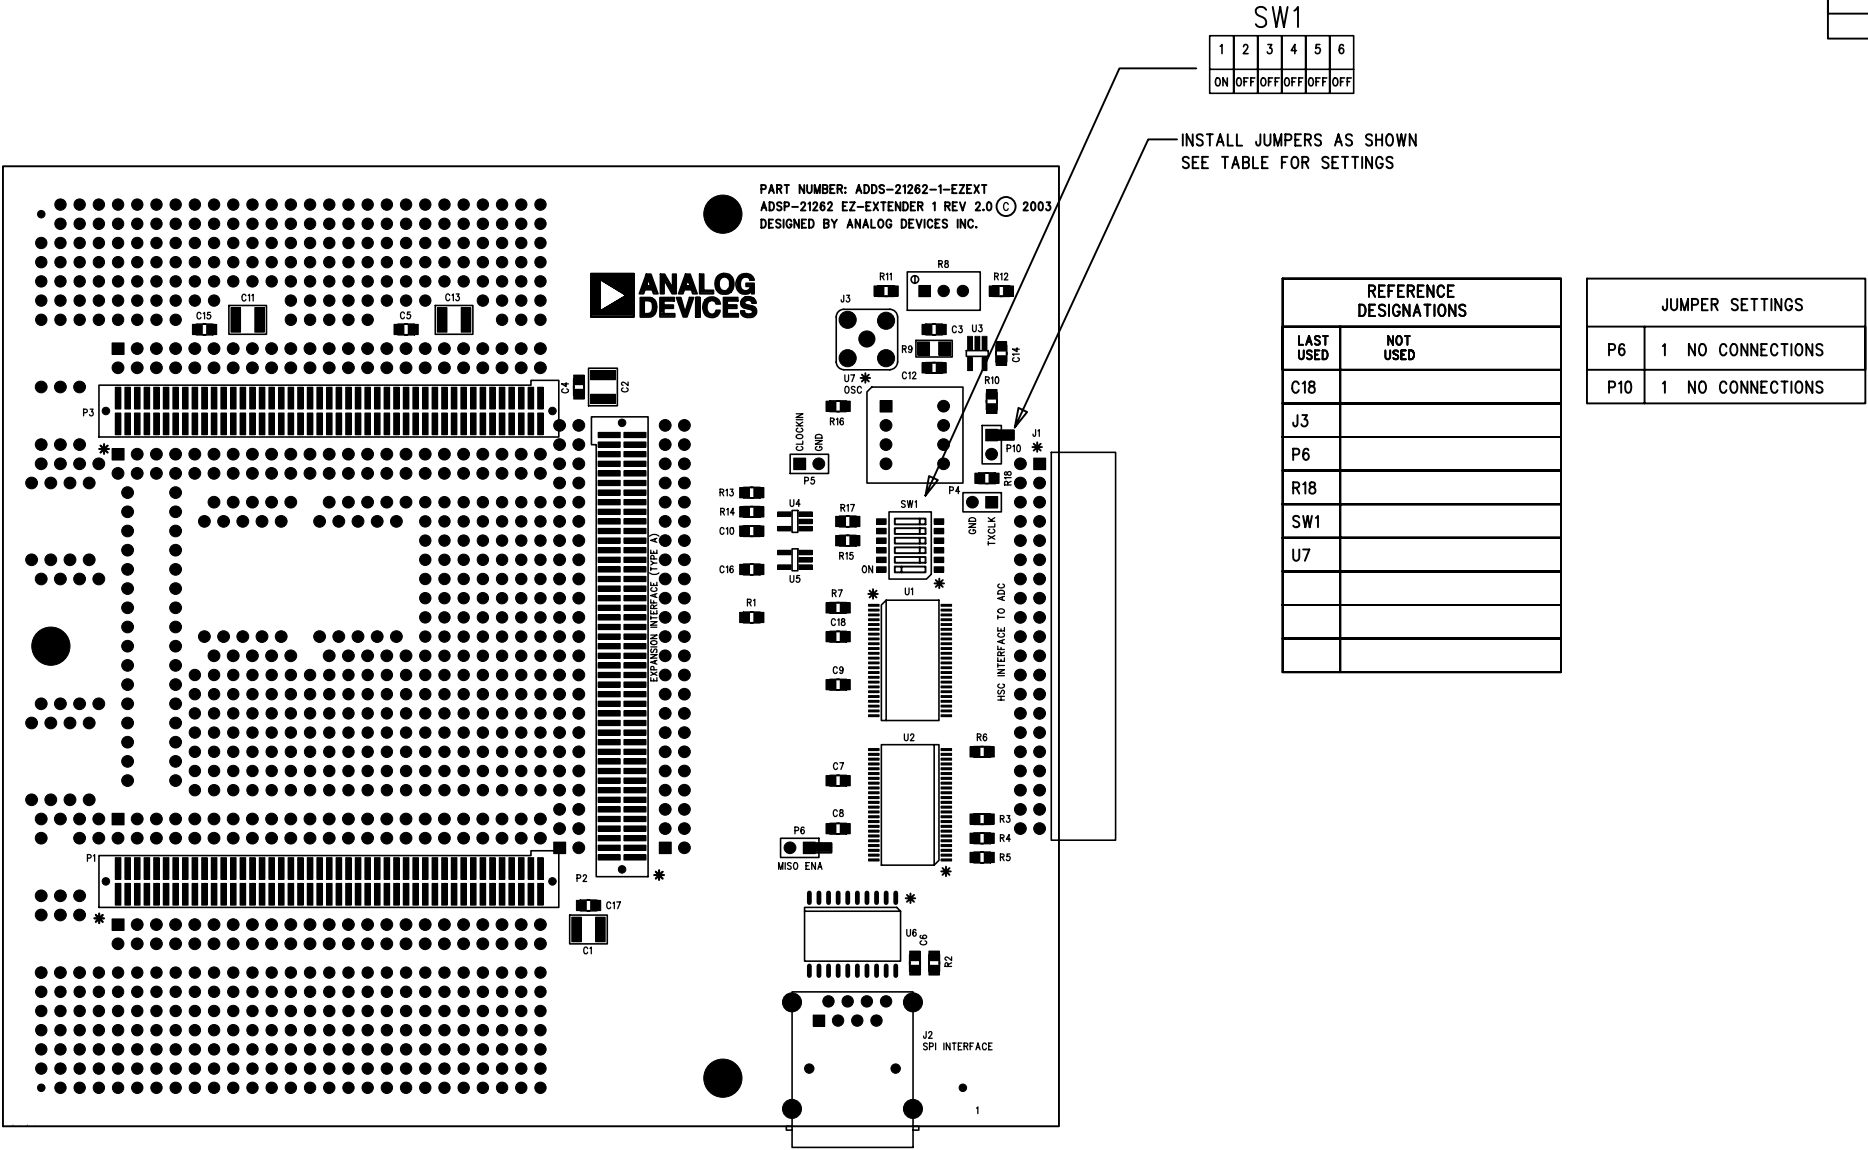 SW1
1 2 3 4 5 6
ON OFF OFF OFF OFF OFF
INSTALL JUMPERS AS SHOWN
SEE TABLE FOR SETTINGS
PART NUMBER: ADDS-21262-1-EZEXT
ADSP-21262 EZ-EXTENDER 1 REV 2.0 © 2003
DESIGNED BY ANALOG DEVICES INC.
ANALOG
DEVICES
R11
R8
R12
J3
C11
C13
C15
C5
C3
U3
R9
C14
C12
U7
OSC
R10
C4
C2
R16
P3
CLOCKIN
GND
P5
P10
J1
R18
P4
GND
TXCLK
R13
R14
C10
U4
R17
SW1
R15
ON
C16
U5
EXPANSION INTERFACE (TYPE A)
R1
R7
C18
U1
C9
HSC INTERFACE TO ADC
U2
R6
C7
C8
P6
MISO ENA
R3
R4
R5
P1
P2
C17
C1
U6
C6
R2
J2
SPI INTERFACE
1
REFERENCE
DESIGNATIONS
LAST
USED
NOT
USED
C18
J3
P6
R18
SW1
U7
JUMPER SETTINGS
P6 1 NO CONNECTIONS
P10 1 NO CONNECTIONS